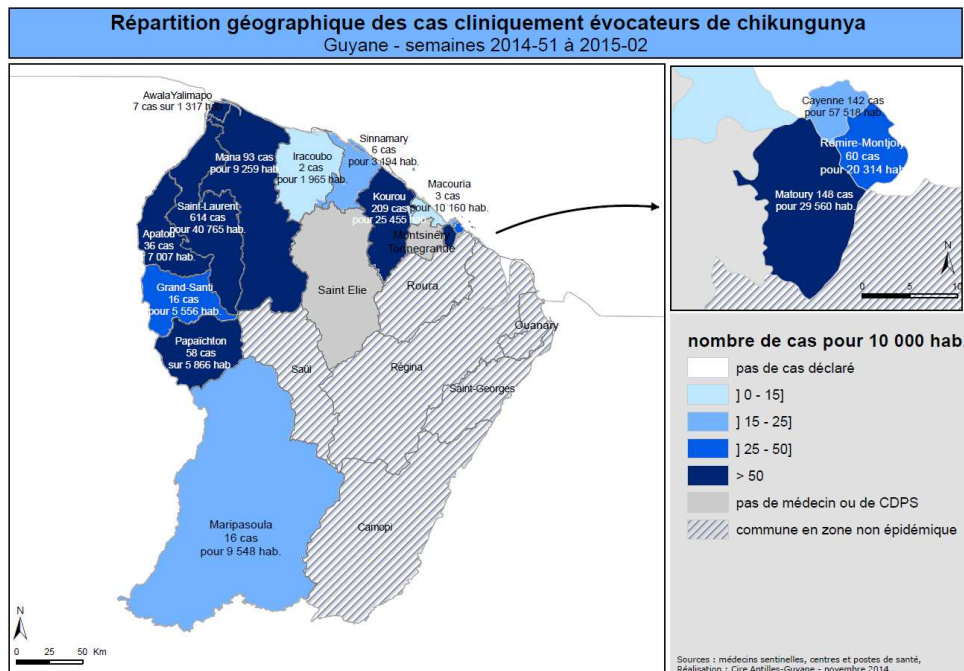 Répartition géographique des cas cliniquement évocateurs de chikungunya
Guyane - semaines 2014-51 à 2015-02
AwalaYalimapo
7 cas sur 1 317 hab.
Mana 93 cas
pour 9 259 hab.
Iracoubo
2 cas
pour 1 965 hab.
Sinnamary
6 cas
pour 3 494 hab.
Macouria
3 cas
pour 10 160 hab.
Kourou
209 cas
pour 25 455 hab.
Saint-Laurent
614 cas
pour 40 765 hab.
Apatou
36 cas
7 007 hab.
Montsinéry
Tonnegrande
Grand-Santi
16 cas
pour 5 556 hab.
Saint Elie
Roura
Ouanary
Papaïchton
58 cas
sur 5 866 hab
Saül
Régina
Saint-Georges
Maripasoula
16 cas
pour 9 548 hab.
Camopi
N
0 25 50 Km
Cayenne 142 cas
pour 57 518 hab.
Rémire-Montjoly
60 cas
pour 20 314 hab.
Matoury 148 cas
pour 29 560 hab.
N
0 5 10
nombre de cas pour 10 000 hab.
pas de cas déclaré
] 0 - 15]
] 15 - 25]
] 25 - 50]
> 50
pas de médecin ou de CDPS
commune en zone non épidémique
Sources : médecins sentinelles, centres et postes de santé,
Réalisation : Cire Antilles-Guyane - novembre 2014